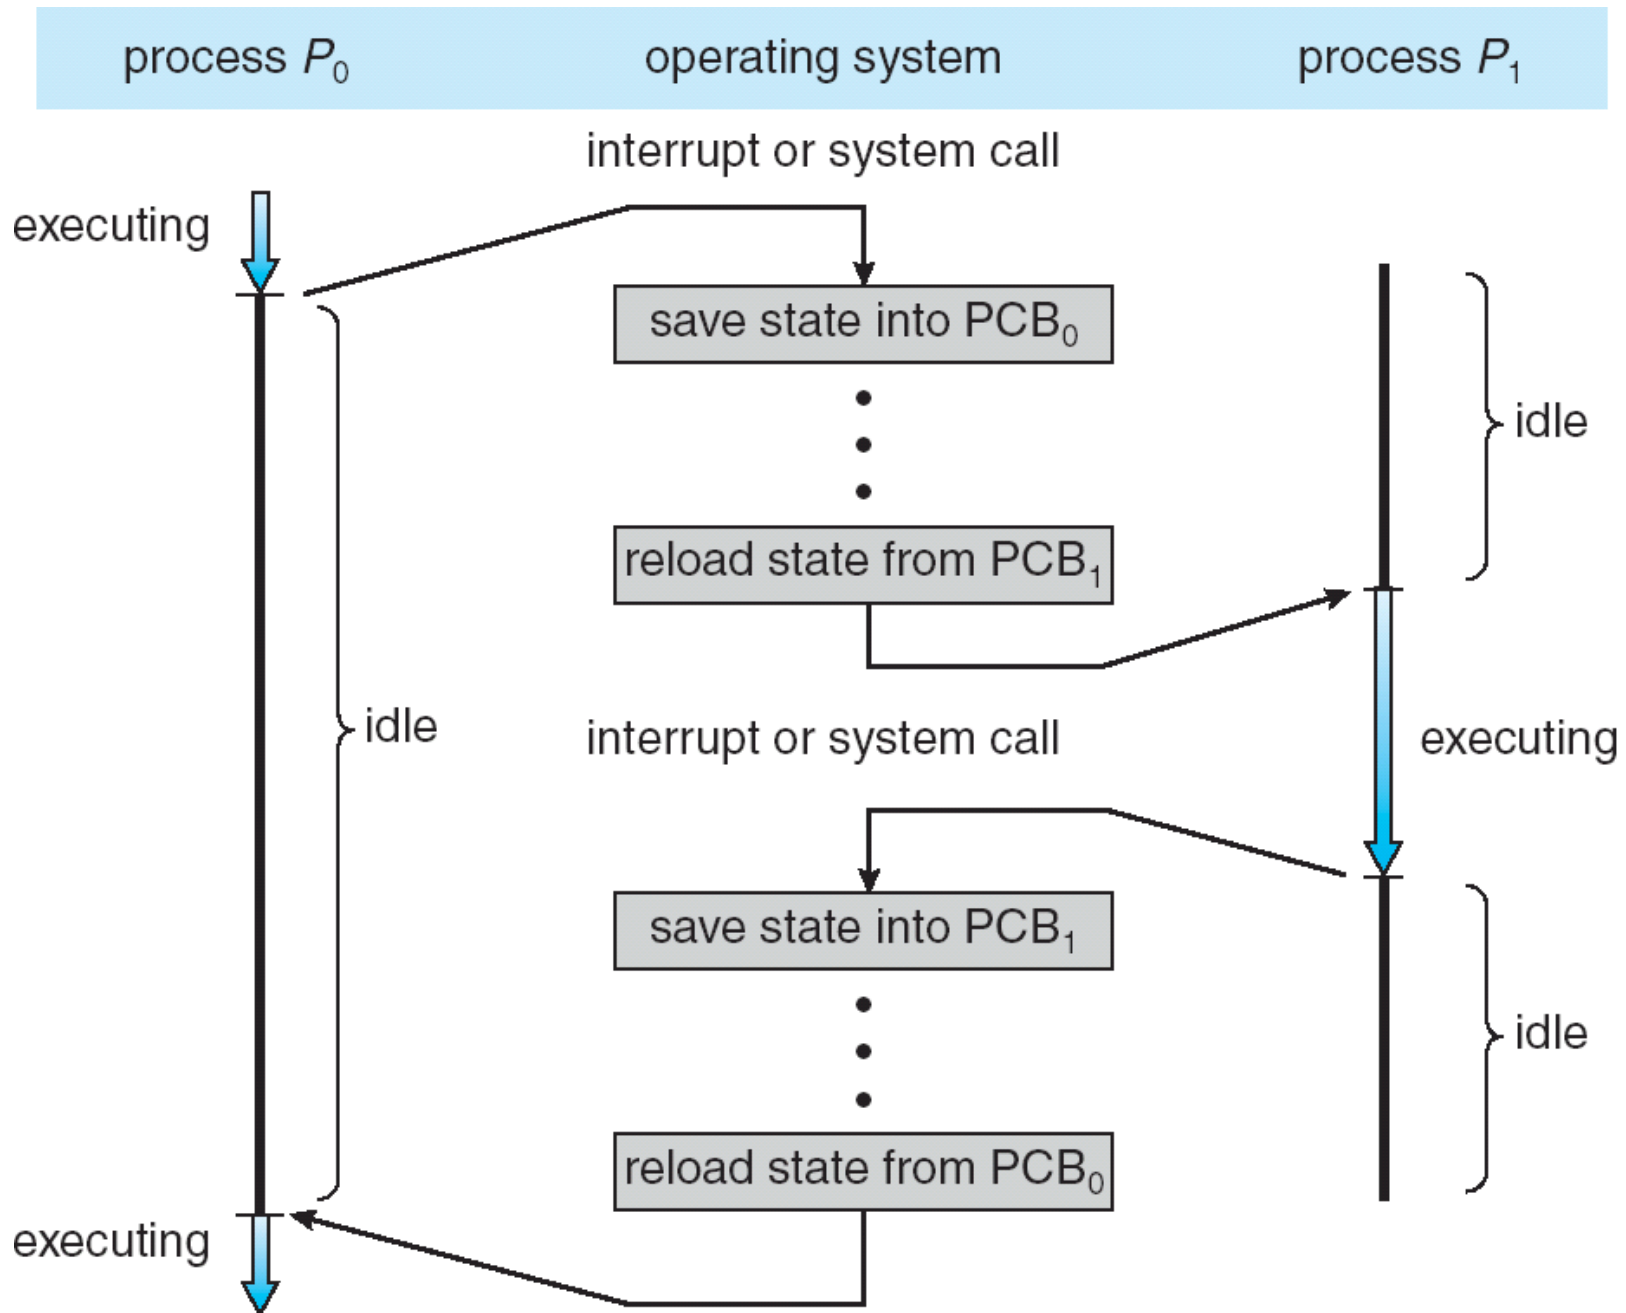 process P0 operating system process P1
interrupt or system call
executing
save state into PCB0
idle
reload state from PCB1
idle
interrupt or system call
executing
save state into PCB1
idle
reload state from PCB0
executing